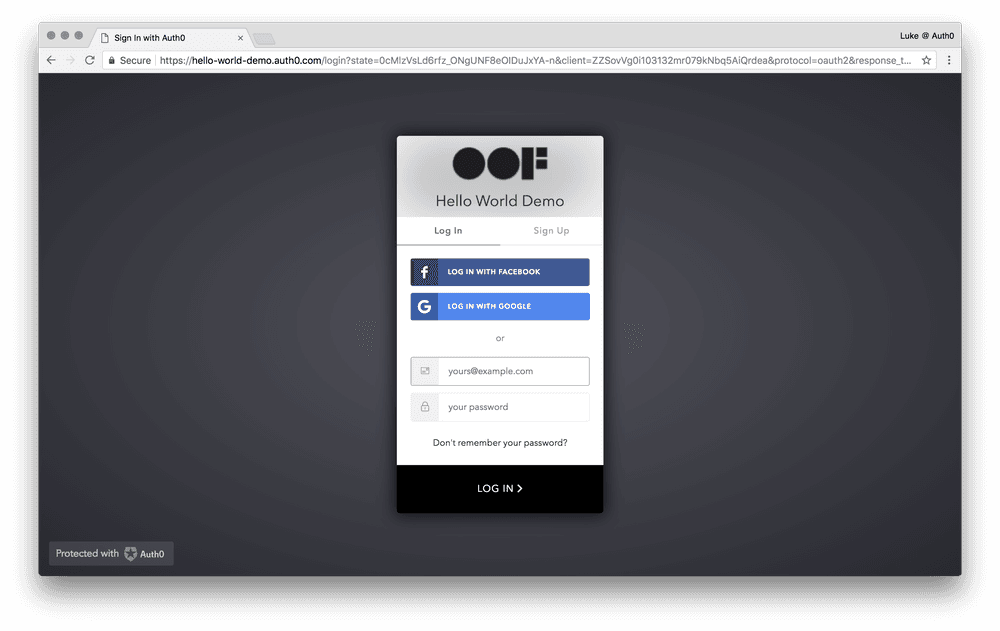 Sign In with Auth0
Luke @ Auth0
Secure
https://hello-world-demo.auth0.com/login?state=0cMlzVsLd6rfz_ONgUNF8eOlDuJxYA-n&client=ZZSovVg0i103132mr079kNbq5AiQrdea&protocol=oauth2&response_t...
OOF
Hello World Demo
Log In
Sign Up
LOG IN WITH FACEBOOK
LOG IN WITH GOOGLE
or
yours@example.com
your password
Don't remember your password?
LOG IN
Protected with Auth0